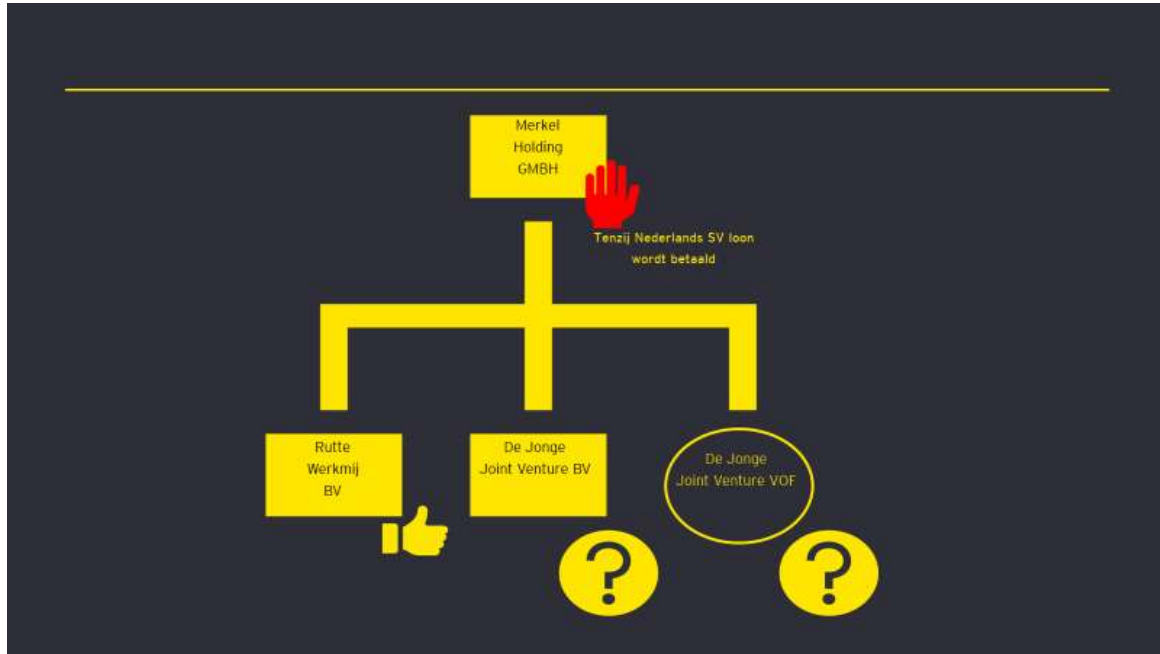 Merkel
Holding
GMBH
Tenzij Nederlands SV loon
wordt betaald
Rutte
Werkmij
BV
De Jonge
Joint Venture BV
De Jonge
Joint Venture VOF
?
?